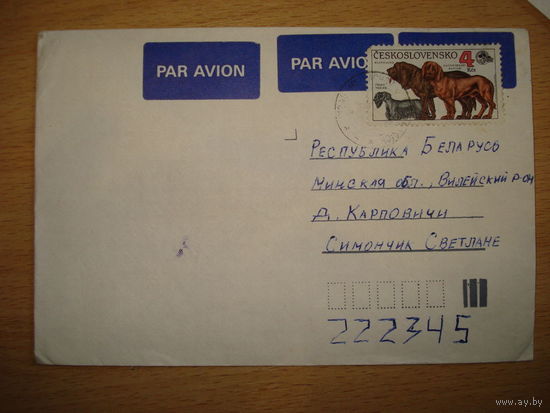 PAR AVION
PAR AVION
ČESKOSLOVENSKO
4
Kčs
Республика Беларусь
Минская обл., Вилейский р-он
Д. Карповичи
Симончик Светлане
222345
www.ay.by